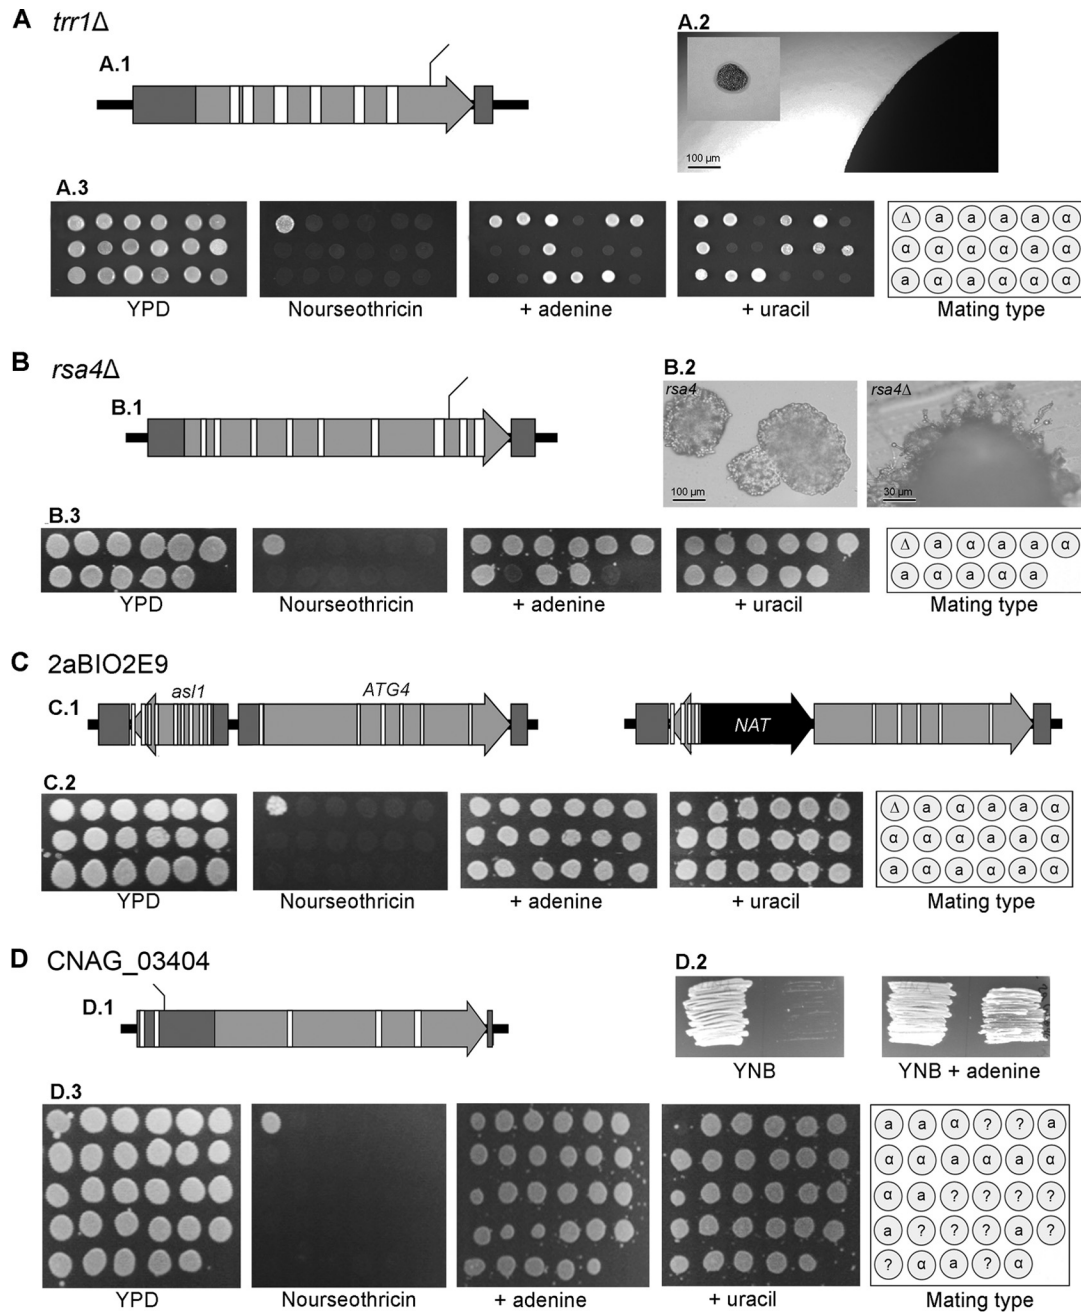 A trr1Δ
A.1
A.2
100 µm
A.3
Δ a a a a α
α α α α α α
a α α α α α
YPD Nourseothricin + adenine + uracil Mating type
B rsa4Δ
B.1
B.2
rsa4 rsa4Δ
100 µm 30 µm
B.3
Δ a α a a α
a α a α a
YPD Nourseothricin + adenine + uracil Mating type
C 2aBIO2E9
asl1 ATG4
C.1
NAT
C.2
Δ a α a a α
α α α a a a
a α a α α α
YPD Nourseothricin + adenine + uracil Mating type
D CNAG_03404
D.1
D.2
YNB YNB + adenine
D.3
a a α ? ? a
α α a α a α
α a ? ? ? ?
a ? ? ? a ?
? α a ? α
YPD Nourseothricin + adenine + uracil Mating type